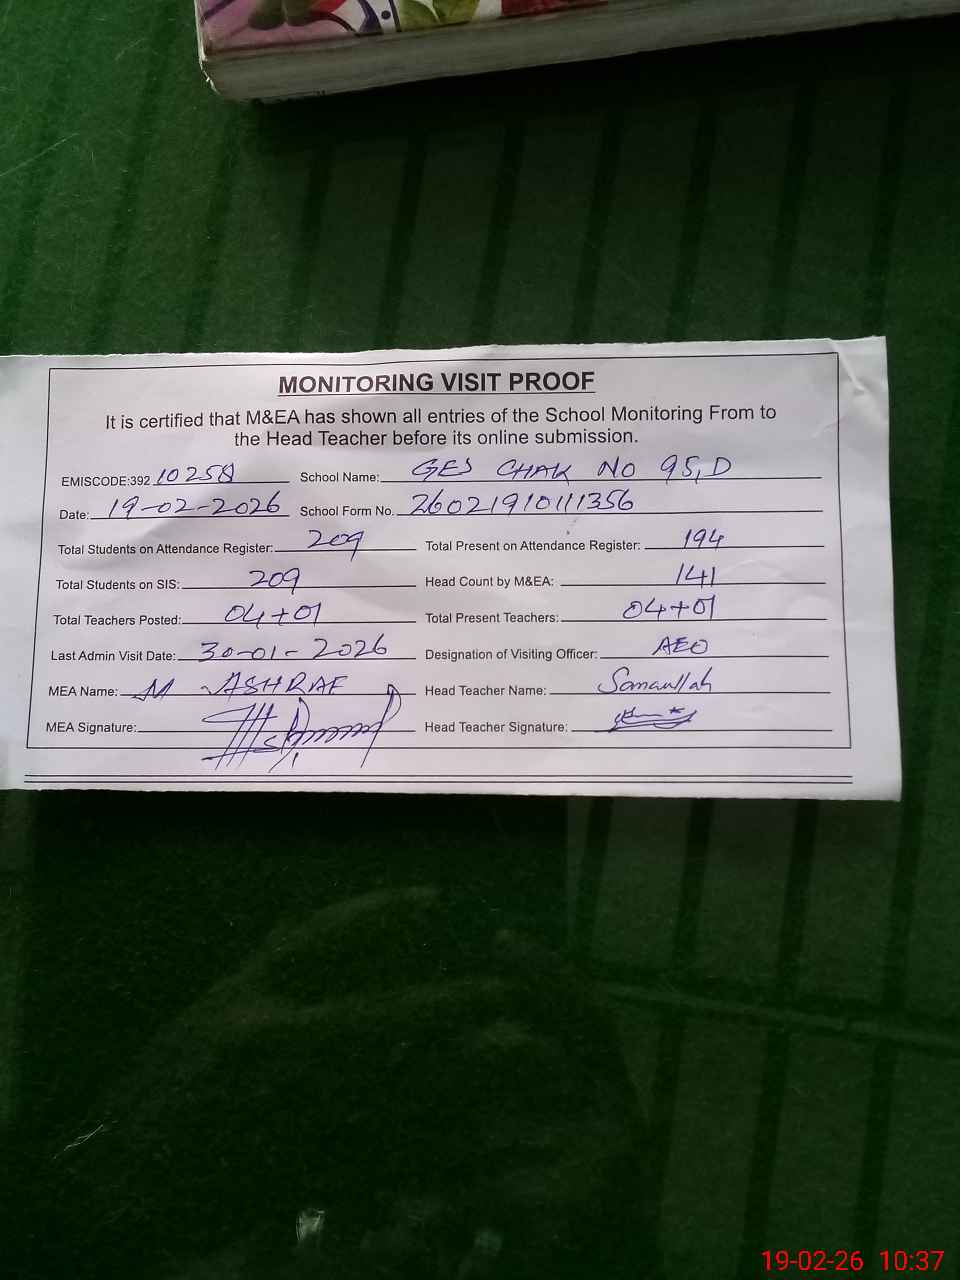 MONITORING VISIT PROOF
It is certified that M&EA has shown all entries of the School Monitoring From to
the Head Teacher before its online submission.
EMISCODE:392 10258 School Name: GES CHAK NO 95,D
Date: 19-02-2026 School Form No. 26021910111356
Total Students on Attendance Register: 209 Total Present on Attendance Register: 194
Total Students on SIS: 209 Head Count by M&EA: 141
Total Teachers Posted: 04+01 Total Present Teachers: 04+01
Last Admin Visit Date: 30-01-2026 Designation of Visiting Officer: AEO
MEA Name: M ASHRAF Head Teacher Name: Samaullah
MEA Signature: Head Teacher Signature:
19-02-26 10:37